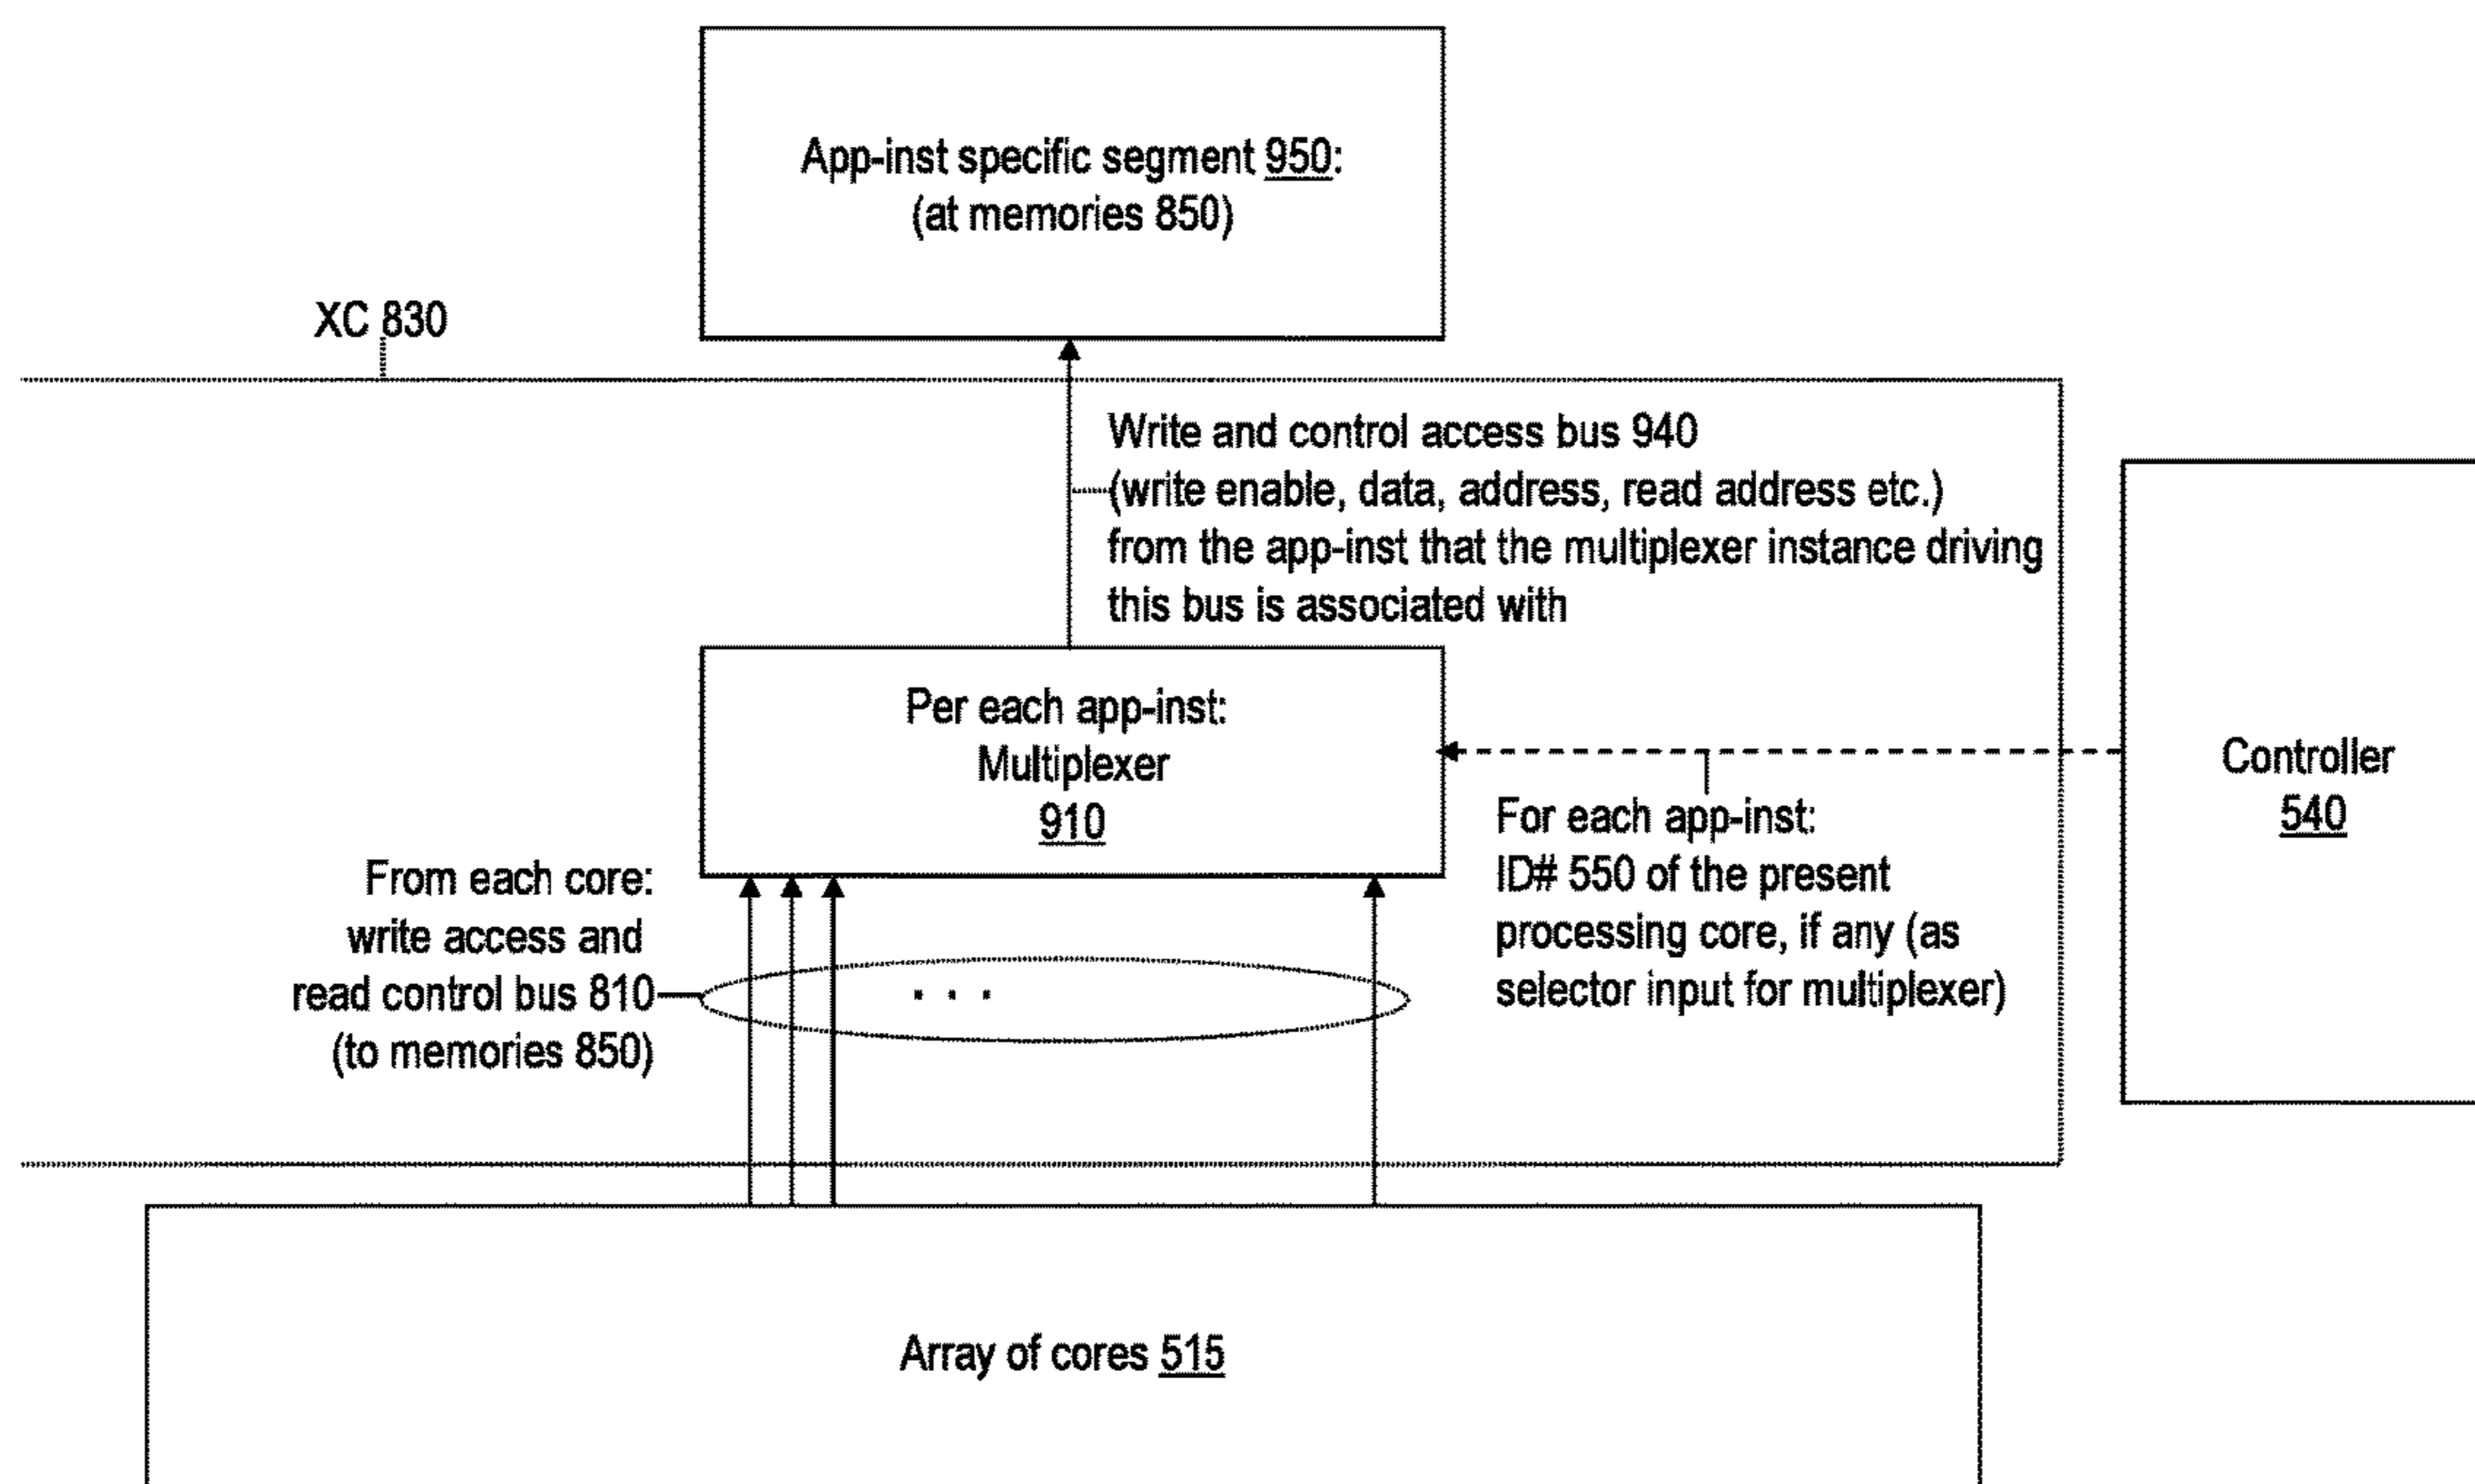 App-inst specific segment 950:
(at memories 850)
XC 830
Write and control access bus 940
(write enable, data, address, read address etc.)
from the app-inst that the multiplexer instance driving
this bus is associated with
Per each app-inst:
Multiplexer
910
Controller
540
For each app-inst:
ID# 550 of the present
processing core, if any (as
selector input for multiplexer)
From each core:
write access and
read control bus 810
(to memories 850)
. . .
Array of cores 515